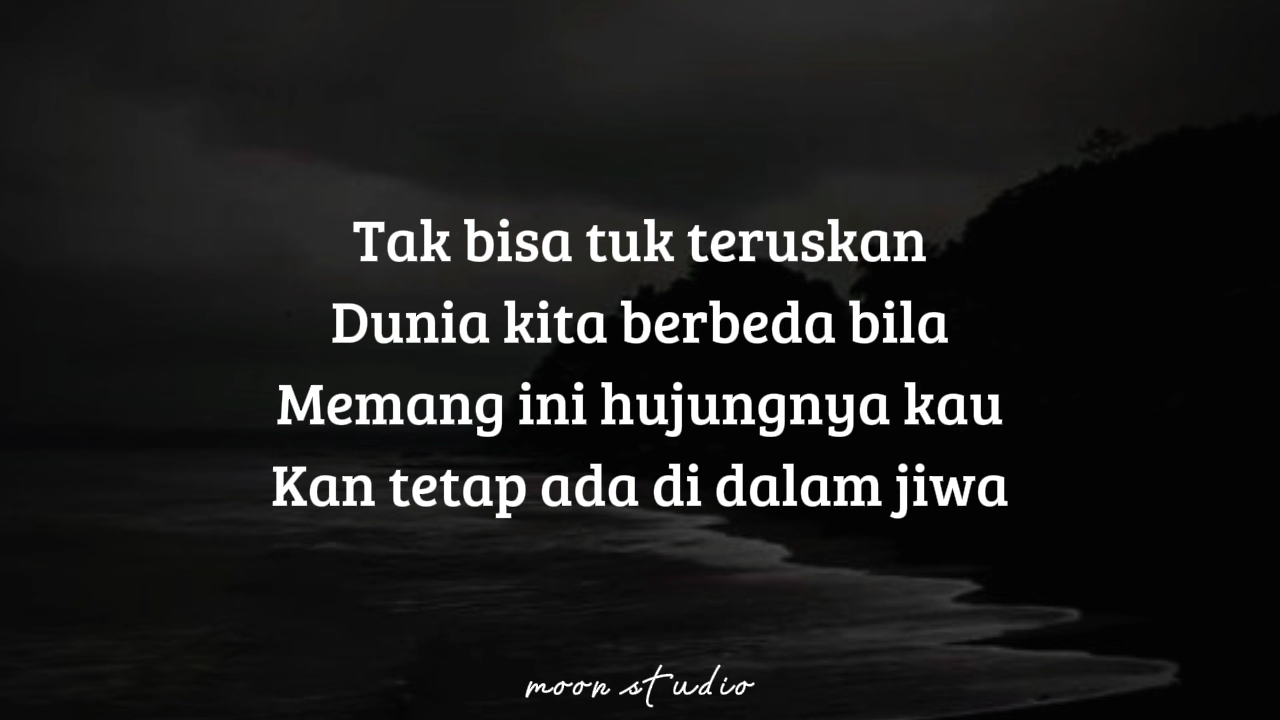 Tak bisa tuk teruskan
Dunia kita berbeda bila
Memang ini hujungnya kau
Kan tetap ada di dalam jiwa
moon studio